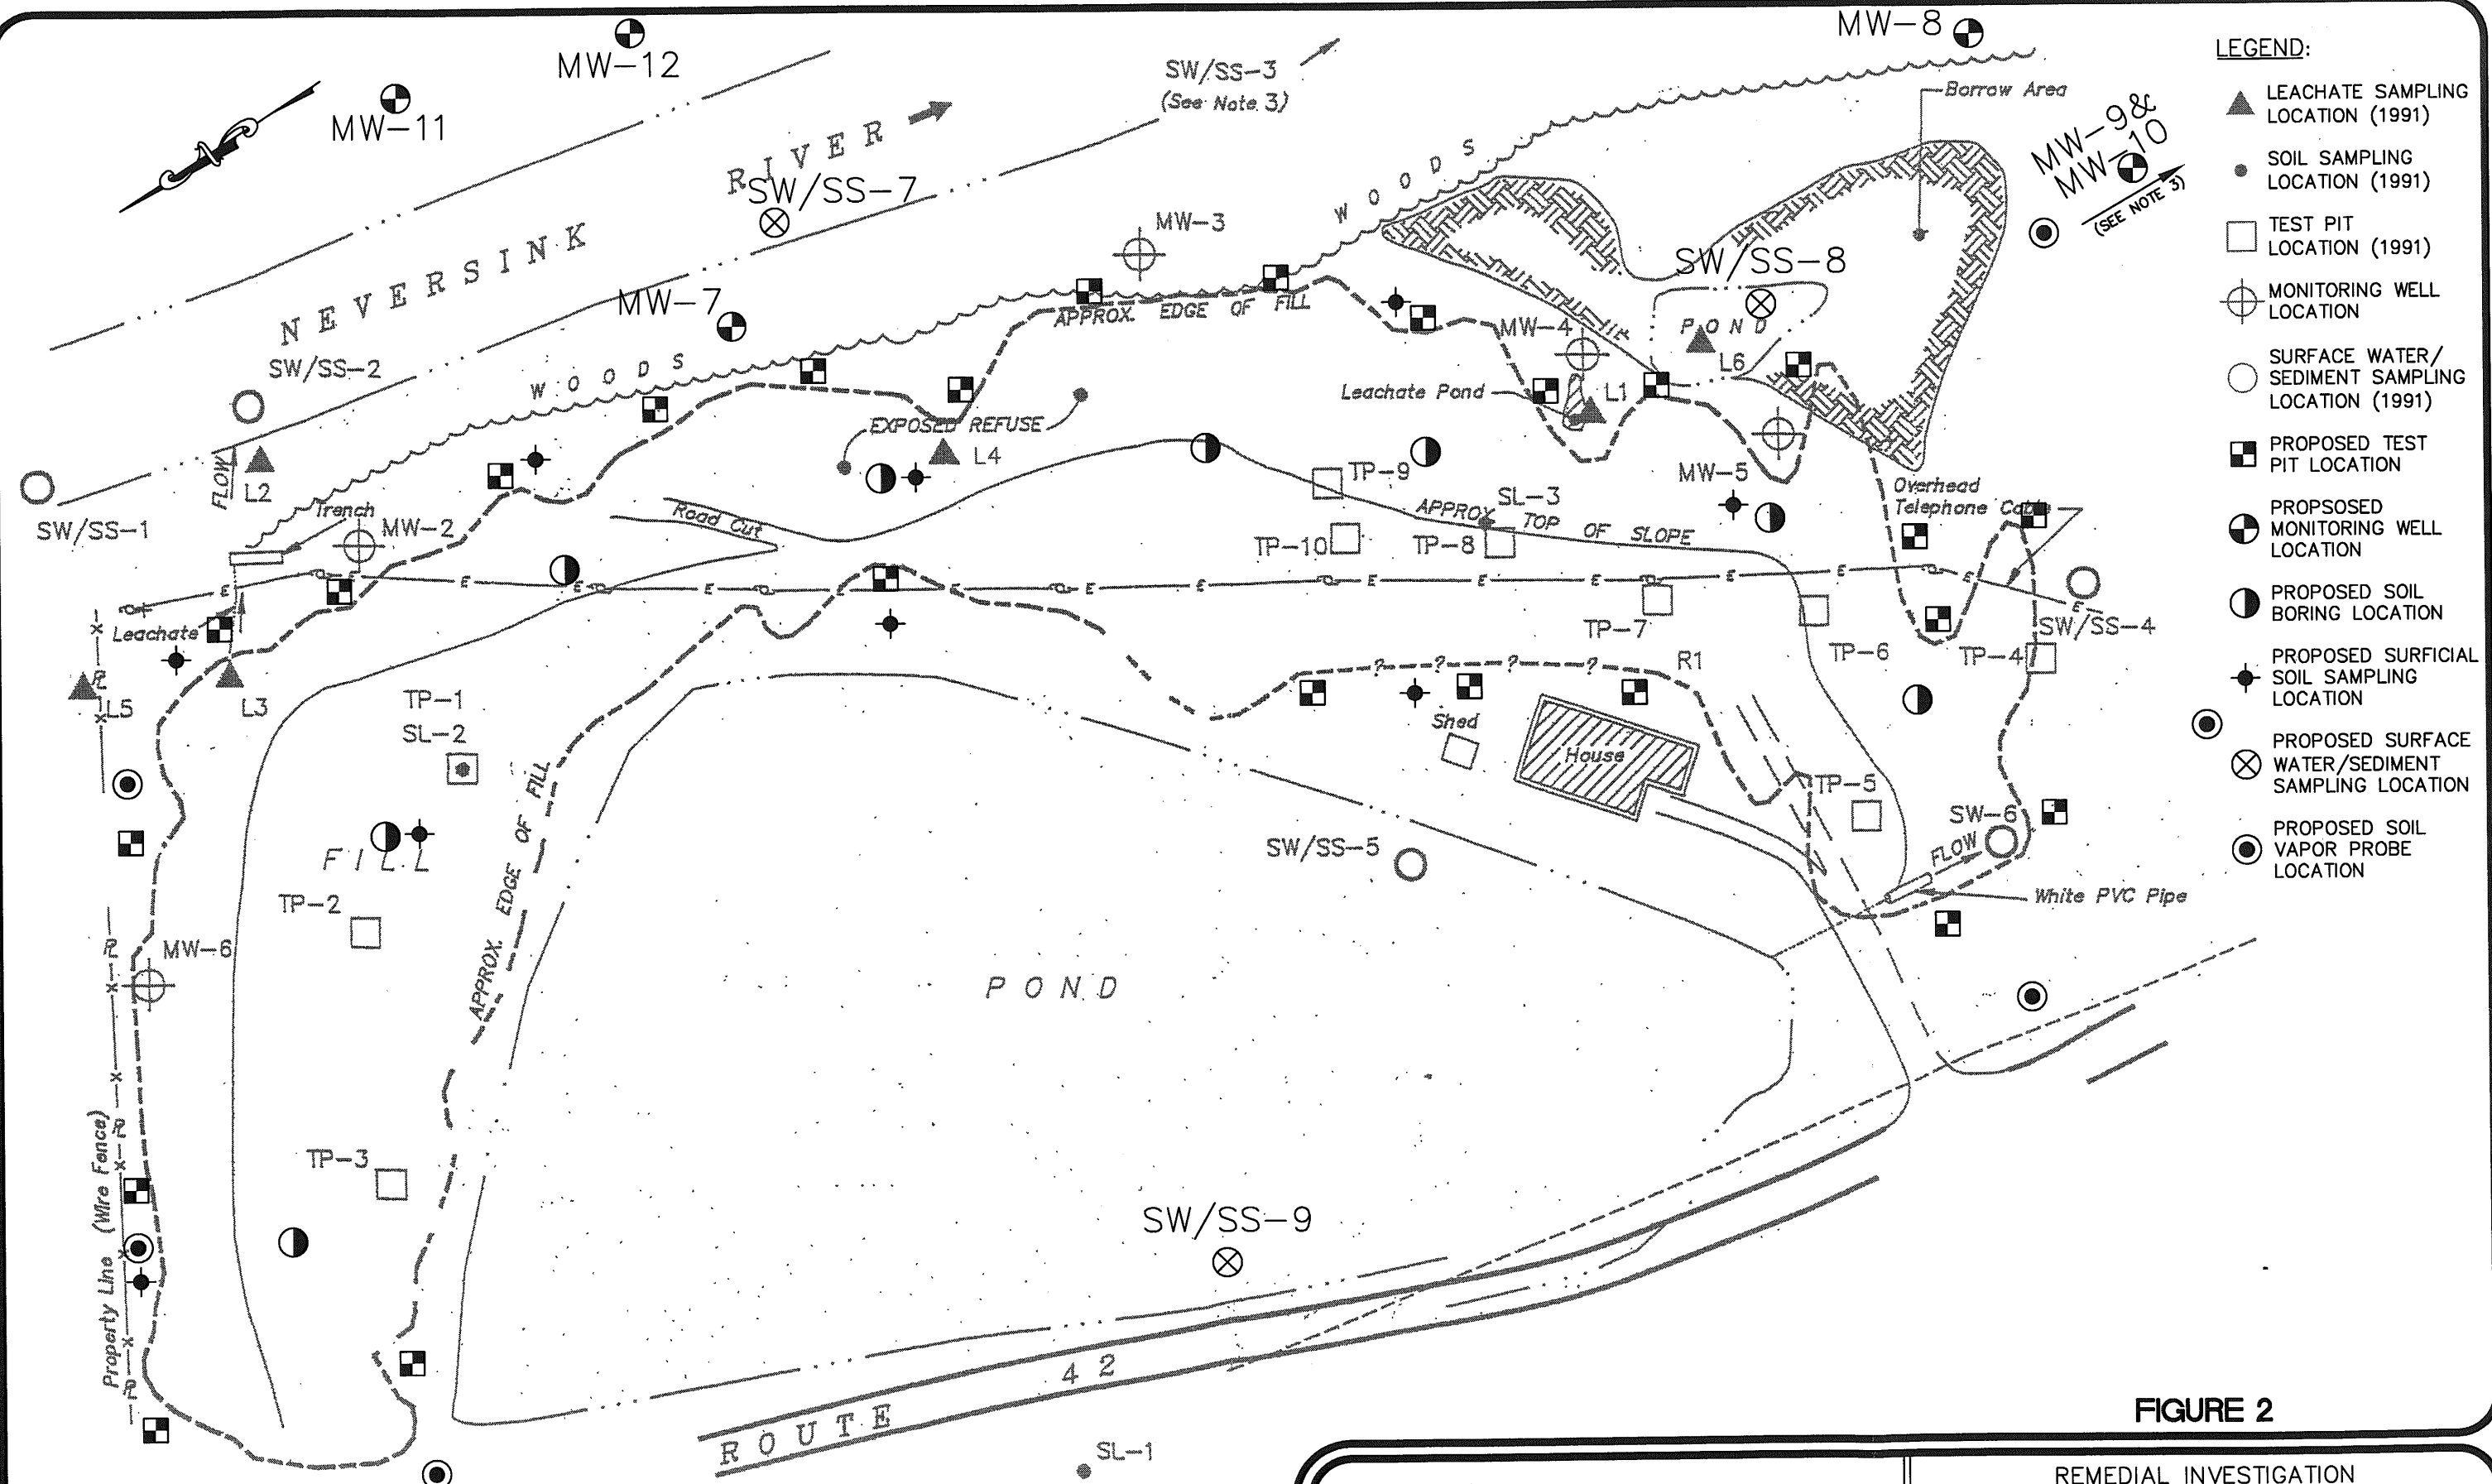 MW-12
MW-11
MW-8
SW/SS-3
(See Note 3)
N
NEVERSINK RIVER
SW/SS-7
MW-3
WOODS
Borrow Area
MW-9&
MW-10
(SEE NOTE 3)
SW/SS-8
MW-7
APPROX. EDGE OF FILL
MW-4
POND
L6
SW/SS-2
WOODS
Leachate Pond
L1
EXPOSED REFUSE
L4
FLOW
L2
SW/SS-1
Trench
MW-2
Road Cut
TP-9
SL-3
MW-5
APPROX. TOP OF SLOPE
Overhead
Telephone Cable
TP-10
TP-8
E E E E E E E E E E E E E
Leachate
TP-7
SW/SS-4
TP-6
TP-4
? ? ? ?
R1
PL
L5
L3
TP-1
SL-2
Shed
House
TP-5
SW-6
FLOW
SW/SS-5
White PVC Pipe
FILL
TP-2
APPROX. EDGE OF FILL
PL
MW-6
POND
PL
TP-3
Property Line (Wire Fence)
SW/SS-9
PL
ROUTE 42
SL-1
LEGEND:
LEACHATE SAMPLING
LOCATION (1991)
SOIL SAMPLING
LOCATION (1991)
TEST PIT
LOCATION (1991)
MONITORING WELL
LOCATION
SURFACE WATER/
SEDIMENT SAMPLING
LOCATION (1991)
PROPOSED TEST
PIT LOCATION
PROPSOSED
MONITORING WELL
LOCATION
PROPOSED SOIL
BORING LOCATION
PROPOSED SURFICIAL
SOIL SAMPLING
LOCATION
PROPOSED SURFACE
WATER/SEDIMENT
SAMPLING LOCATION
PROPOSED SOIL
VAPOR PROBE
LOCATION
FIGURE 2
REMEDIAL INVESTIGATION